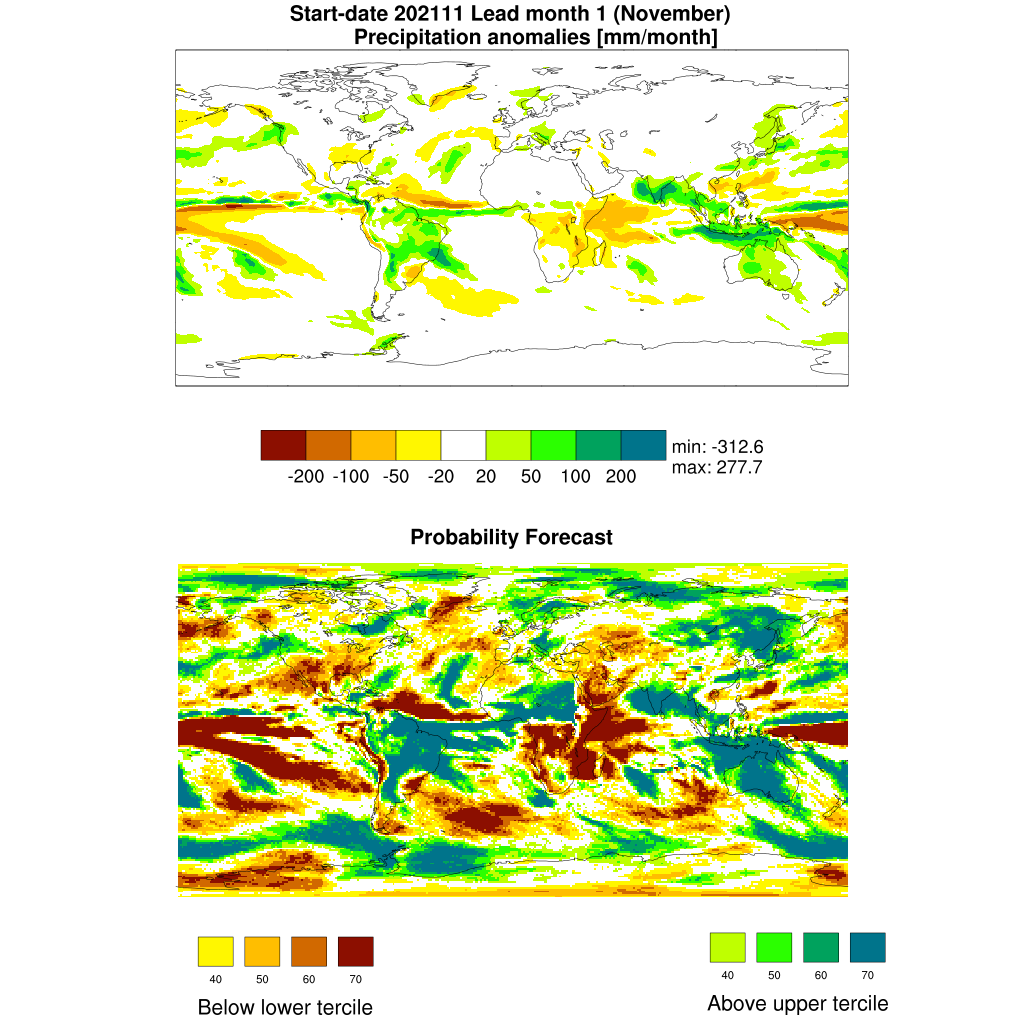 Start-date 202111 Lead month 1 (November)
Precipitation anomalies [mm/month]
min: -312.6
max: 277.7
-200 -100 -50 -20 20 50 100 200
Probability Forecast
40 50 60 70
Below lower tercile
40 50 60 70
Above upper tercile